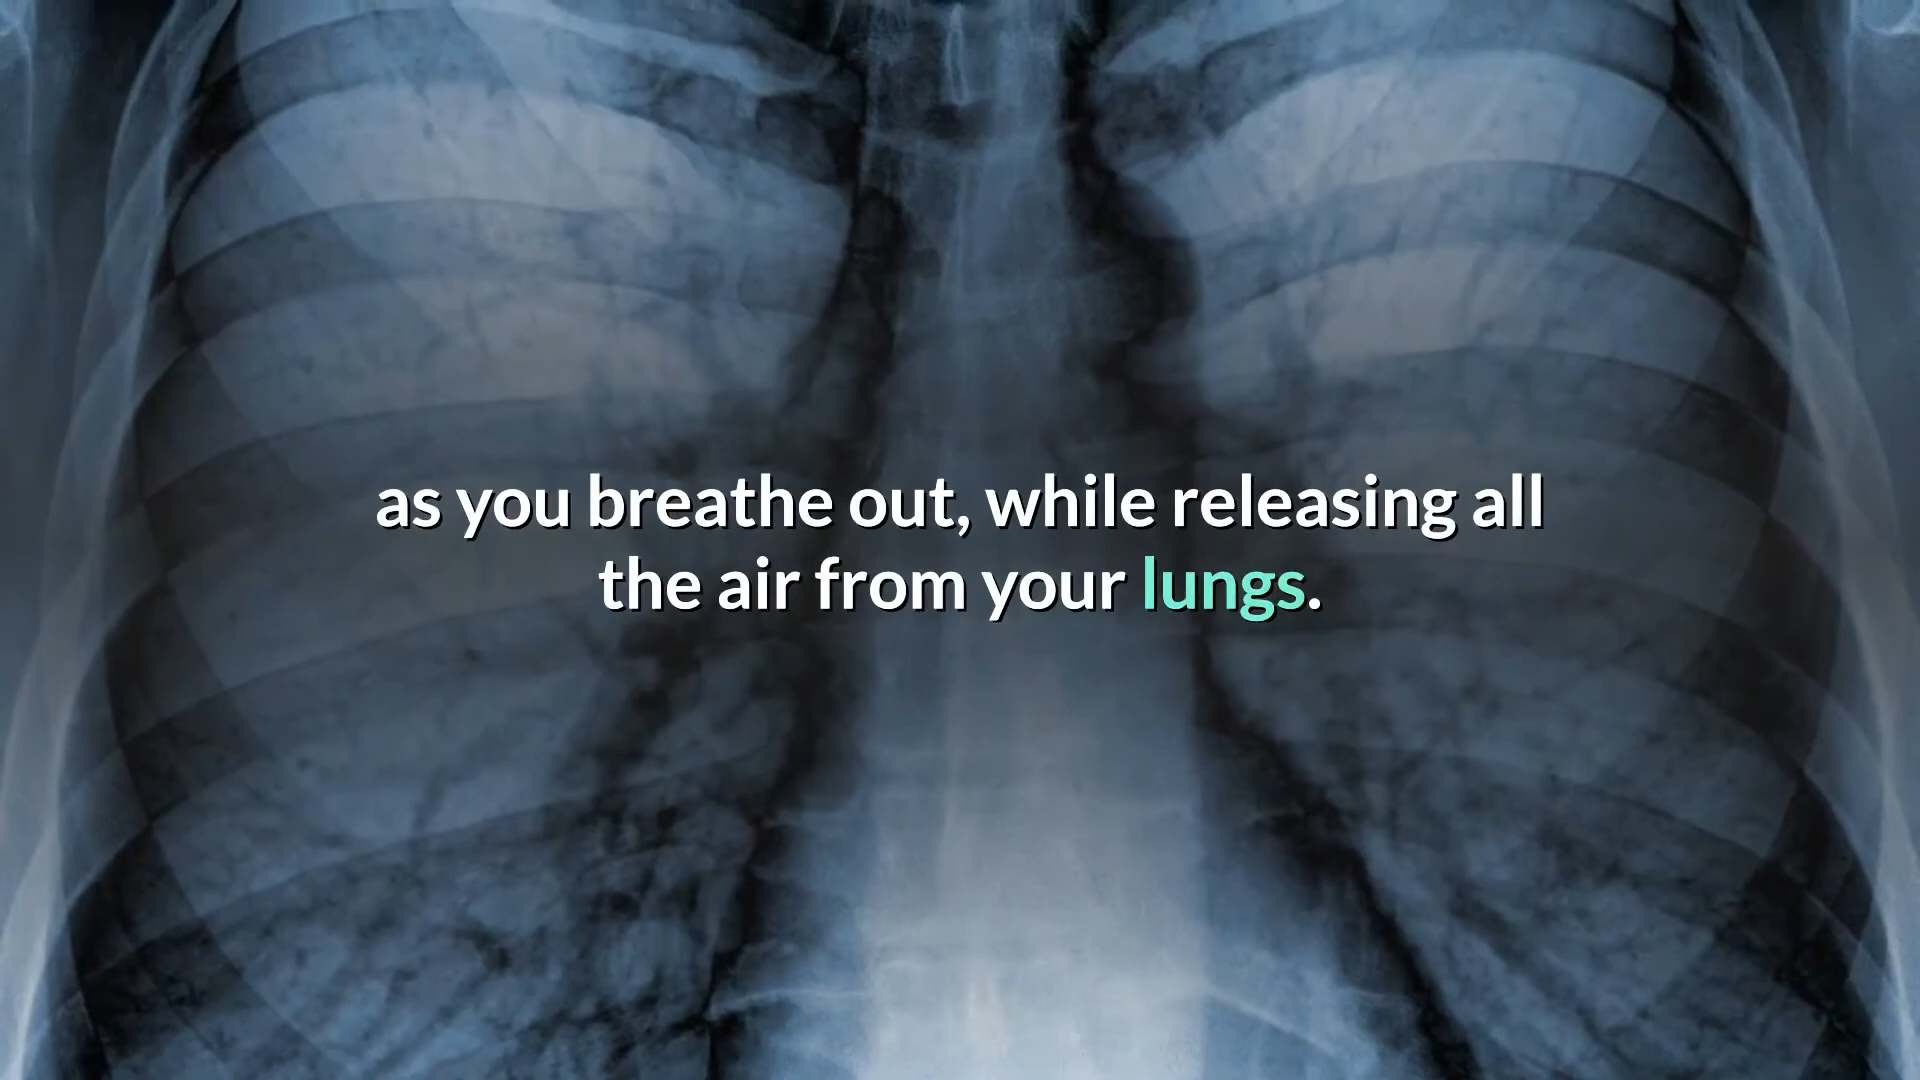 as you breathe out, while releasing all
the air from your lungs.